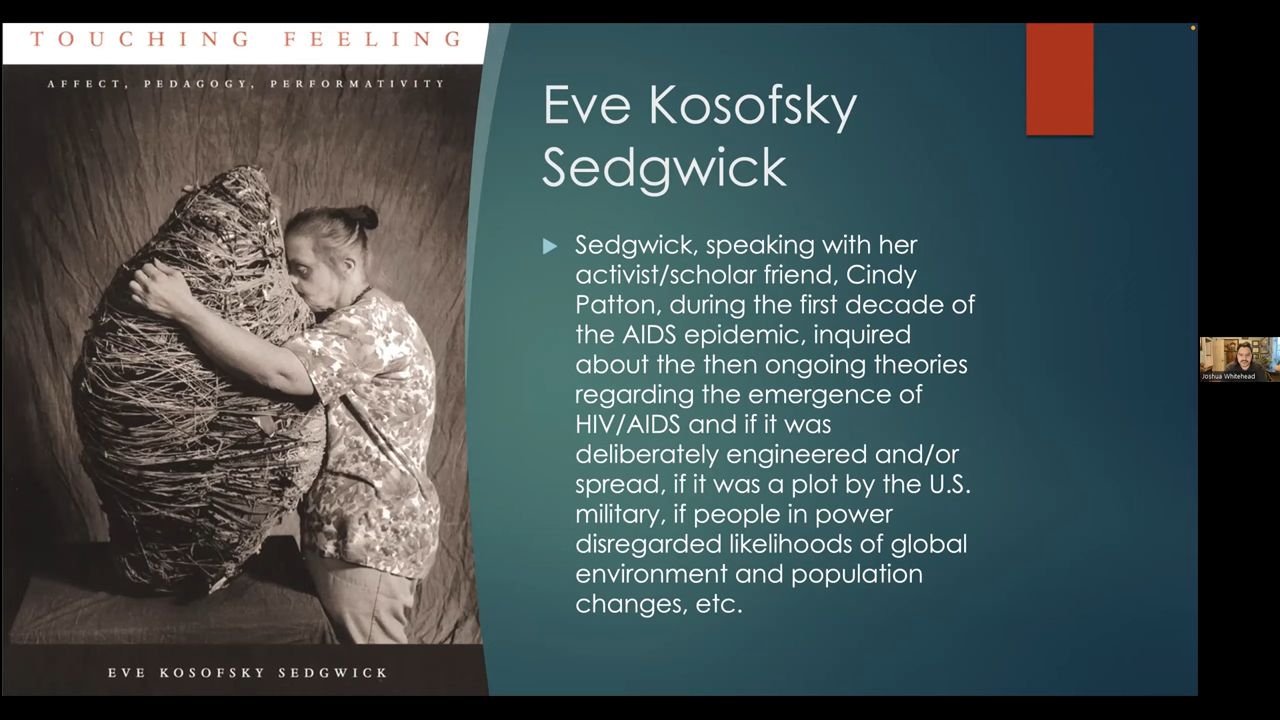 TOUCHING FEELING
AFFECT, PEDAGOGY, PERFORMATIVITY
EVE KOSOFSKY SEDGWICK
Eve Kosofsky
Sedgwick
Sedgwick, speaking with her
activist/scholar friend, Cindy
Patton, during the first decade of
the AIDS epidemic, inquired
about the then ongoing theories
regarding the emergence of
HIV/AIDS and if it was
deliberately engineered and/or
spread, if it was a plot by the U.S.
military, if people in power
disregarded likelihoods of global
environment and population
changes, etc.
Joshua Whitehead